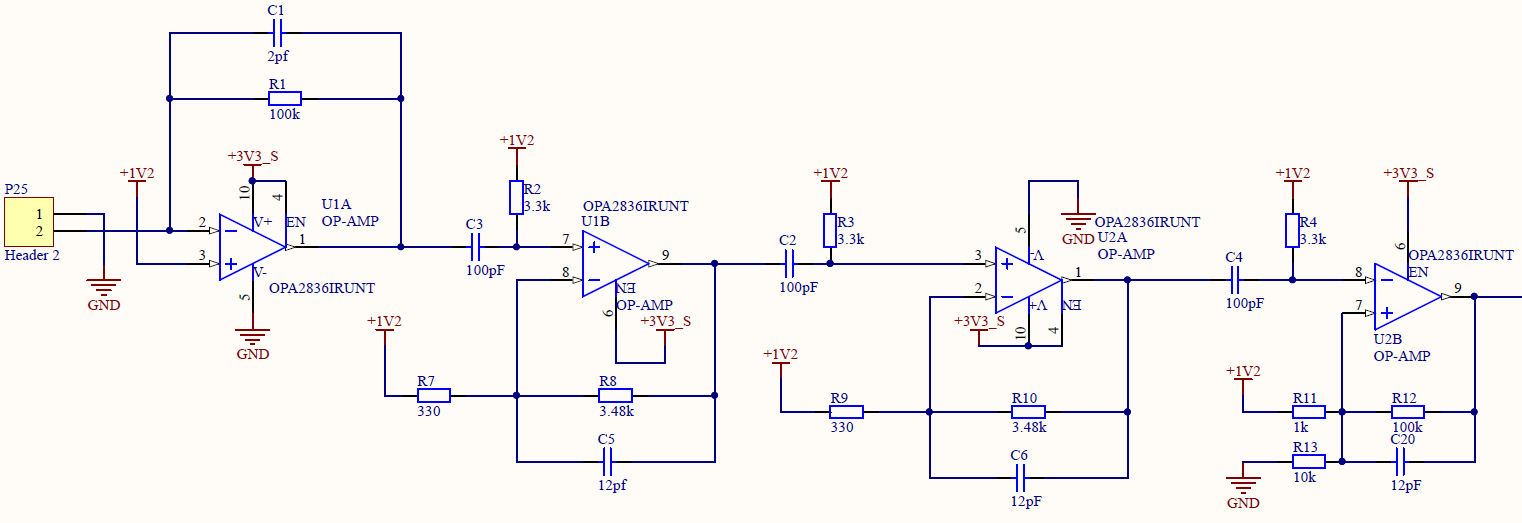 C1
2pf
R1
100k
+1V2
+3V3_S
P25
1
2
Header 2
GND
10
4
2
3
V+
EN
V-
1
5
U1A
OP-AMP
OPA2836IRUNT
GND
C3
100pF
+1V2
R2
3.3k
OPA2836IRUNT
U1B
7
8
9
EN
OP-AMP
6
+3V3_S
+1V2
R7
330
R8
3.48k
C5
12pf
C2
100pF
+1V2
R3
3.3k
5
GND
OPA2836IRUNT
U2A
OP-AMP
3
2
1
V-
V+
EN
+3V3_S
10
4
+1V2
R9
330
R10
3.48k
C6
12pF
C4
100pF
+1V2
R4
3.3k
+3V3_S
6
OPA2836IRUNT
EN
8
7
9
U2B
OP-AMP
+1V2
R11
1k
R12
100k
R13
10k
C20
12pF
GND